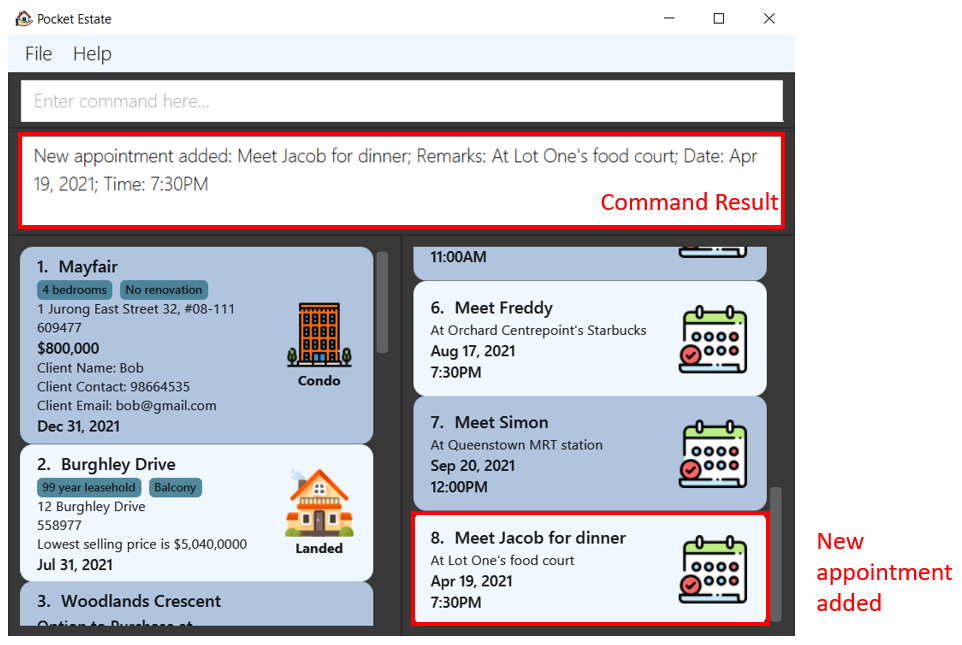 Pocket Estate
File Help
Enter command here...
New appointment added: Meet Jacob for dinner; Remarks: At Lot One's food court; Date: Apr
19, 2021; Time: 7:30PM
Command Result
1. Mayfair
4 bedrooms No renovation
1 Jurong East Street 32, #08-111
609477
$800,000
Client Name: Bob
Client Contact: 98664535
Client Email: bob@gmail.com
Dec 31, 2021
Condo
2. Burghley Drive
99 year leasehold Balcony
12 Burghley Drive
558977
Lowest selling price is $5,040,0000
Jul 31, 2021
Landed
3. Woodlands Crescent
Option to Purchase at
11:00AM
6. Meet Freddy
At Orchard Centrepoint's Starbucks
Aug 17, 2021
7:30PM
7. Meet Simon
At Queenstown MRT station
Sep 20, 2021
12:00PM
8. Meet Jacob for dinner
At Lot One's food court
Apr 19, 2021
7:30PM
New
appointment
added